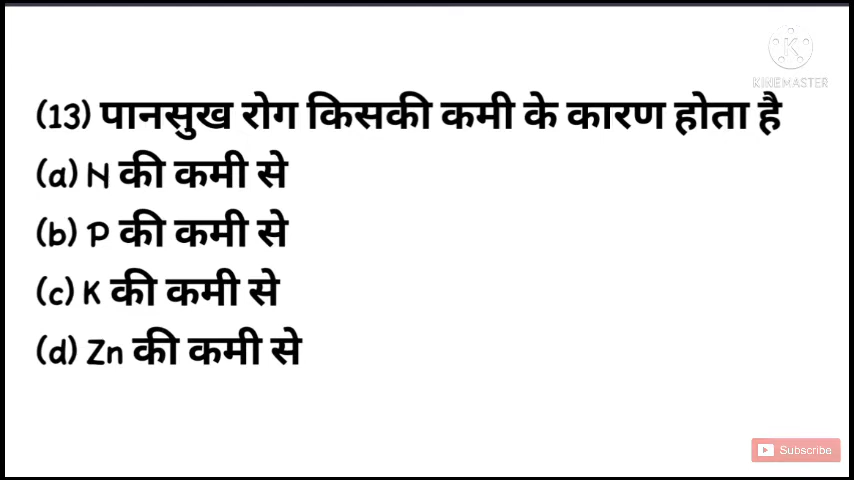 K
KINEMASTER
(13) पानसुख रोग किसकी कमी के कारण होता है
(a) N की कमी से
(b) P की कमी से
(c) K की कमी से
(d) Zn की कमी से
Subscribe